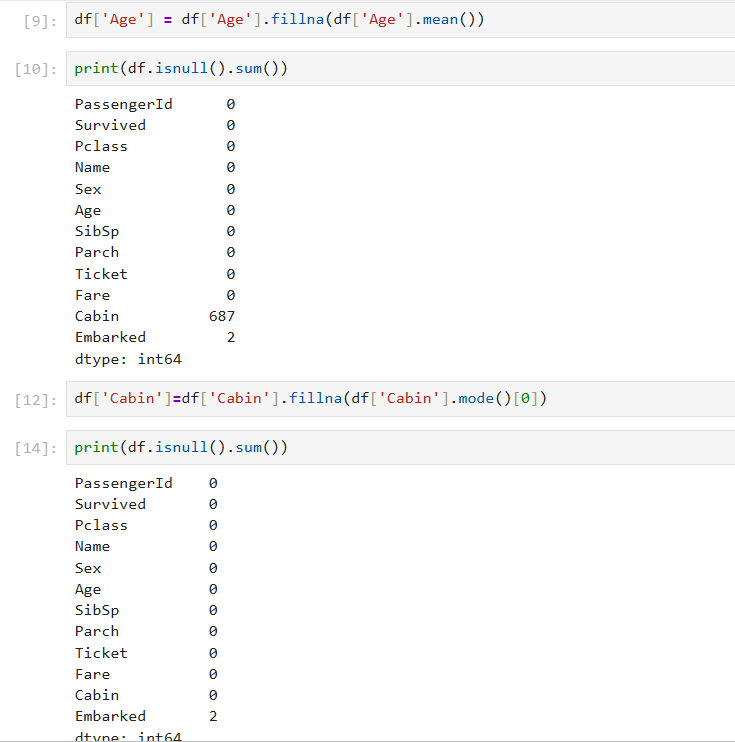 [9]: df['Age'] = df['Age'].fillna(df['Age'].mean())
[10]: print(df.isnull().sum())
PassengerId 0
Survived 0
Pclass 0
Name 0
Sex 0
Age 0
SibSp 0
Parch 0
Ticket 0
Fare 0
Cabin 687
Embarked 2
dtype: int64
[12]: df['Cabin']=df['Cabin'].fillna(df['Cabin'].mode()[0])
[14]: print(df.isnull().sum())
PassengerId 0
Survived 0
Pclass 0
Name 0
Sex 0
Age 0
SibSp 0
Parch 0
Ticket 0
Fare 0
Cabin 0
Embarked 2
dtype: int64